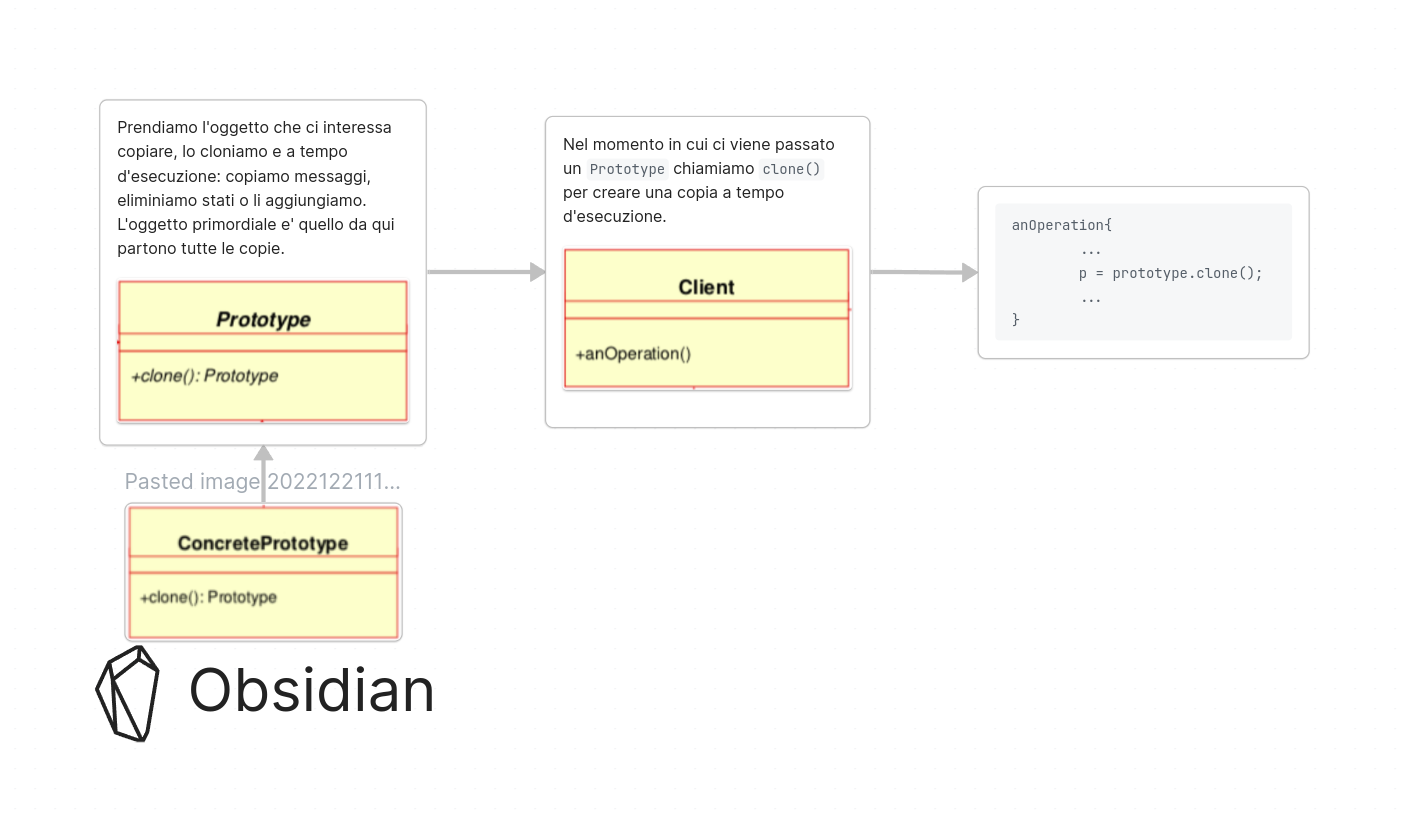 Prendiamo l'oggetto che ci interessa
copiare, lo cloniamo e a tempo
d'esecuzione: copiamo messaggi,
eliminiamo stati o li aggiungiamo.
L'oggetto primordiale e' quello da qui
partono tutte le copie.
Prototype
+clone(): Prototype
Pasted image 2022122111...
ConcretePrototype
+clone(): Prototype
Nel momento in cui ci viene passato
un Prototype chiamiamo clone()
per creare una copia a tempo
d'esecuzione.
Client
+anOperation()
anOperation{
...
p = prototype.clone();
...
}
Obsidian